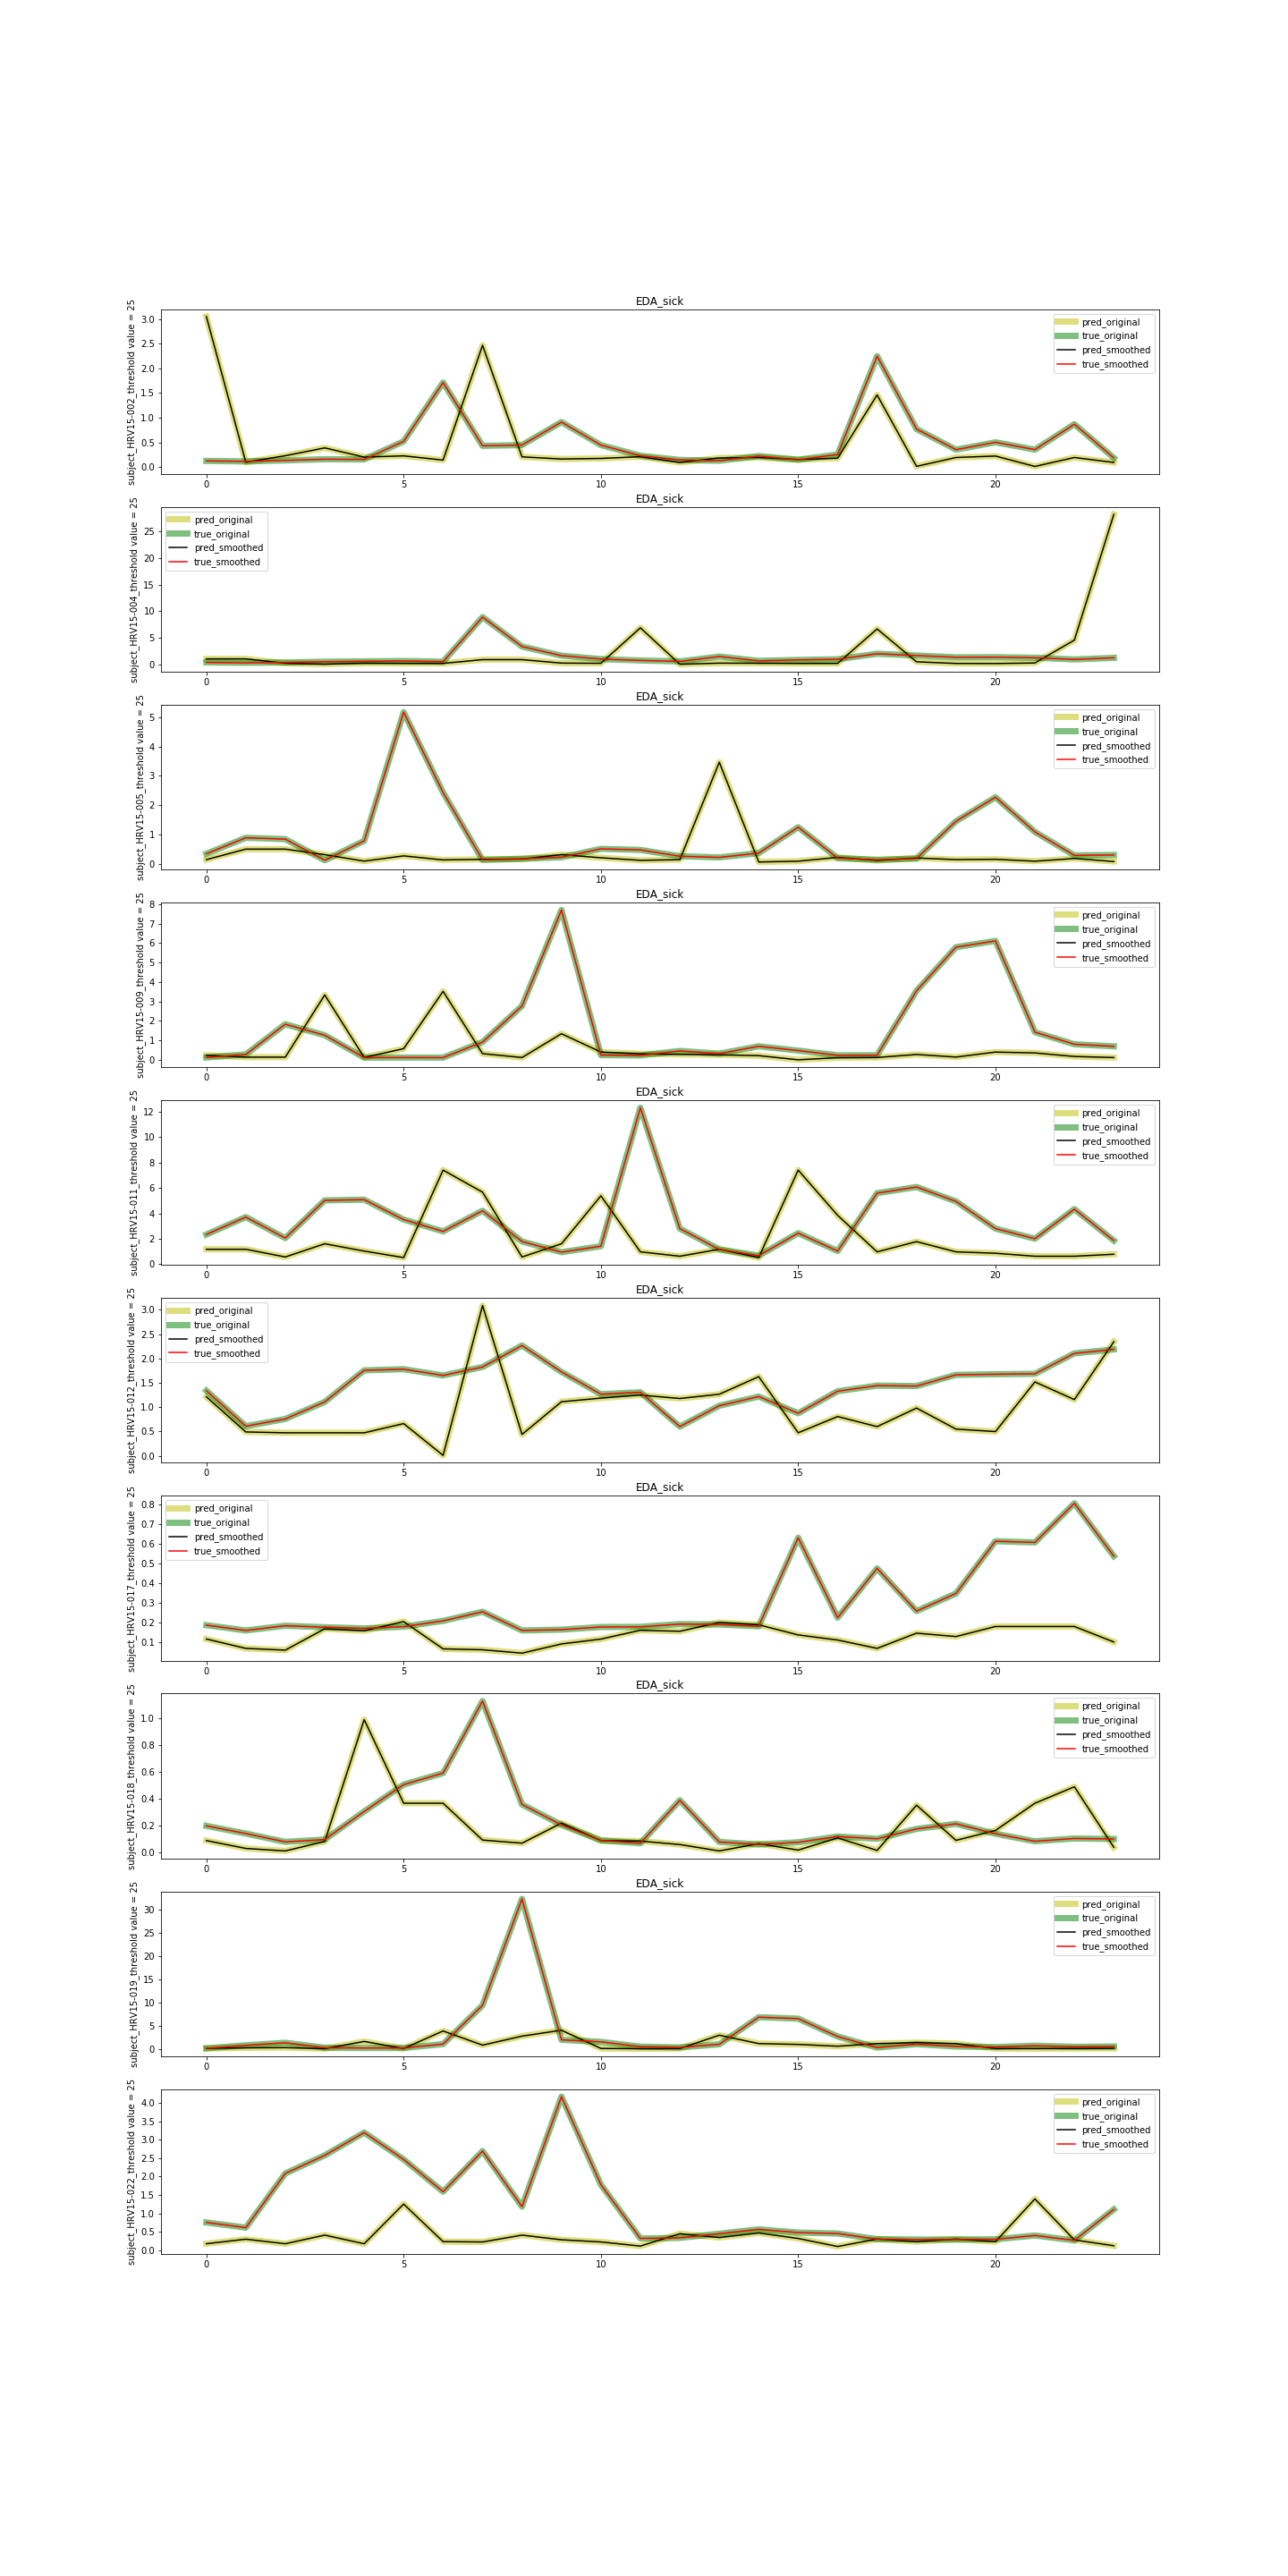 EDA_sick
subject_HRV15-002_threshold value = 25
3.0
2.5
2.0
1.5
1.0
0.5
0.0
pred_original
true_original
pred_smoothed
true_smoothed
0 5 10 15 20
EDA_sick
subject_HRV15-004_threshold value = 25
25
20
15
10
5
0
pred_original
true_original
pred_smoothed
true_smoothed
0 5 10 15 20
EDA_sick
subject_HRV15-005_threshold value = 25
5
4
3
2
1
0
pred_original
true_original
pred_smoothed
true_smoothed
0 5 10 15 20
EDA_sick
subject_HRV15-009_threshold value = 25
8
7
6
5
4
3
2
1
0
pred_original
true_original
pred_smoothed
true_smoothed
0 5 10 15 20
EDA_sick
subject_HRV15-011_threshold value = 25
12
10
8
6
4
2
0
pred_original
true_original
pred_smoothed
true_smoothed
0 5 10 15 20
EDA_sick
subject_HRV15-012_threshold value = 25
3.0
2.5
2.0
1.5
1.0
0.5
0.0
pred_original
true_original
pred_smoothed
true_smoothed
0 5 10 15 20
EDA_sick
subject_HRV15-017_threshold value = 25
0.8
0.7
0.6
0.5
0.4
0.3
0.2
0.1
pred_original
true_original
pred_smoothed
true_smoothed
0 5 10 15 20
EDA_sick
subject_HRV15-018_threshold value = 25
1.0
0.8
0.6
0.4
0.2
0.0
pred_original
true_original
pred_smoothed
true_smoothed
0 5 10 15 20
EDA_sick
subject_HRV15-019_threshold value = 25
30
25
20
15
10
5
0
pred_original
true_original
pred_smoothed
true_smoothed
0 5 10 15 20
subject_HRV15-022_threshold value = 25
4.0
3.5
3.0
2.5
2.0
1.5
1.0
0.5
0.0
pred_original
true_original
pred_smoothed
true_smoothed
0 5 10 15 20